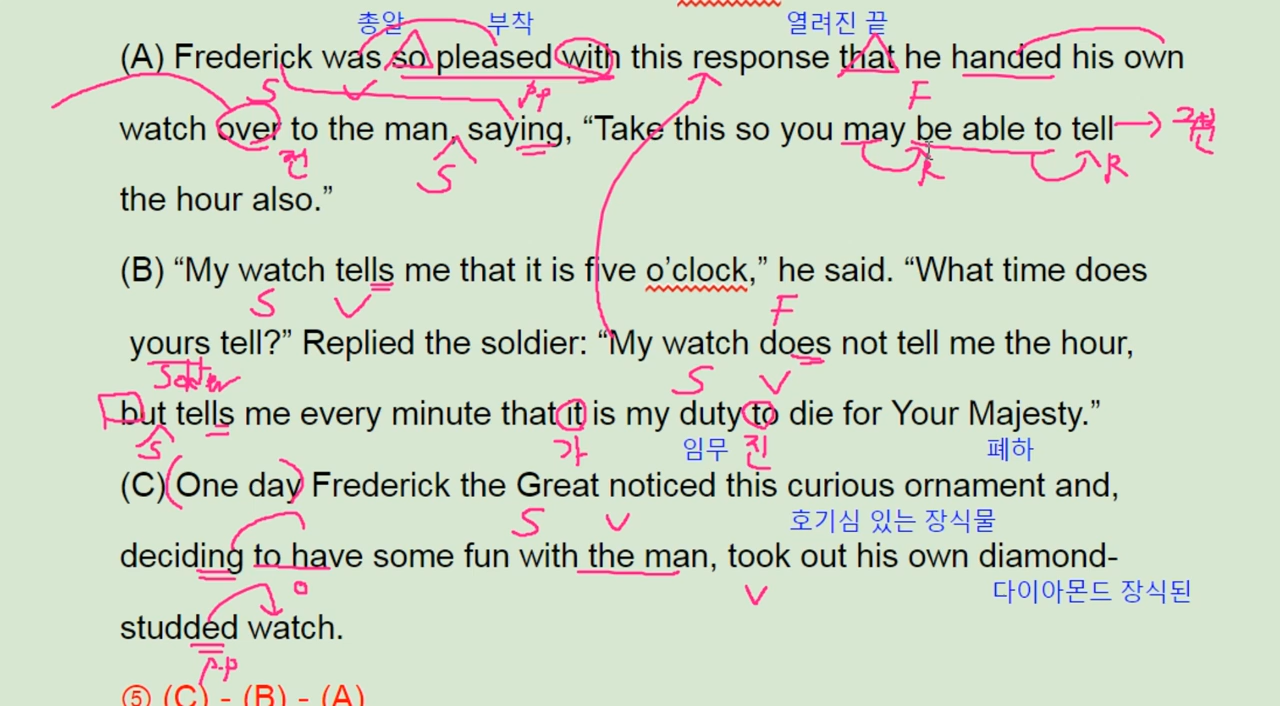 총알 부착 열려진 끝
(A) Frederick was so pleased with this response that he handed his own
S V p.p F
watch over to the man, saying, “Take this so you may be able to tell
전 S R R
the hour also.”
(B) “My watch tells me that it is five o’clock,” he said. “What time does
S V F
yours tell?” Replied the soldier: “My watch does not tell me the hour,
S V
but tells me every minute that it is my duty to die for Your Majesty.”
S 가 임무 진 폐하
(C) One day Frederick the Great noticed this curious ornament and,
S V 호기심 있는 장식물
deciding to have some fun with the man, took out his own diamond-
O V 다이아몬드 장식된
studded watch.
p.p
⑤ (C) - (B) - (A)